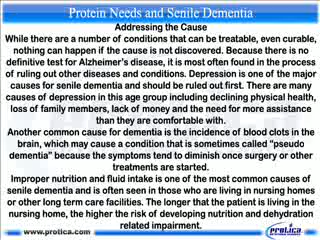 Protein Needs and Senile Dementia
Addressing the Cause
While there are a number of conditions that can be treatable, even curable,
nothing can happen if the cause is not discovered. Because there is no
definitive test for Alzheimer's disease, it is most often found in the process
of ruling out other diseases and conditions. Depression is one of the major
causes for senile dementia and should be ruled out first. There are many
causes of depression in this age group including declining physical health,
loss of family members, lack of money and the need for more assistance
than they are comfortable with.
Another common cause for dementia is the incidence of blood clots in the
brain, which may cause a condition that is sometimes called "pseudo
dementia" because the symptoms tend to diminish once surgery or other
treatments are started.
Improper nutrition and fluid intake is one of the most common causes of
senile dementia and is often seen in those who are living in nursing homes
or other long term care facilities. The longer that the patient is living in the
nursing home, the higher the risk of developing nutrition and dehydration
related impairment.
www.protica.com
PROTICA